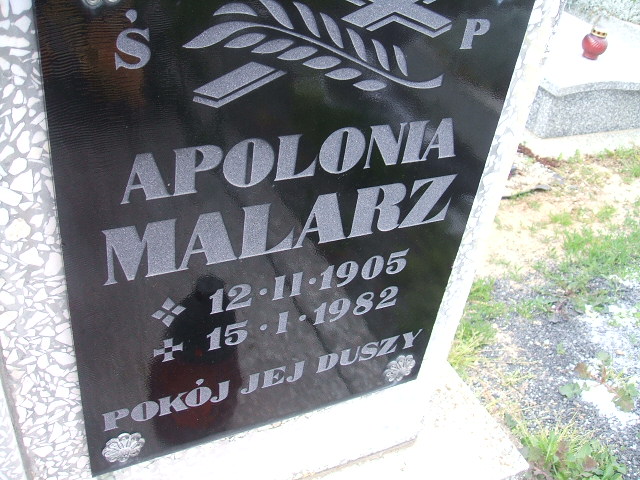 Ś P
APOLONIA
MALARZ
12·11·1905
15·1·1982
POKÓJ JEJ DUSZY